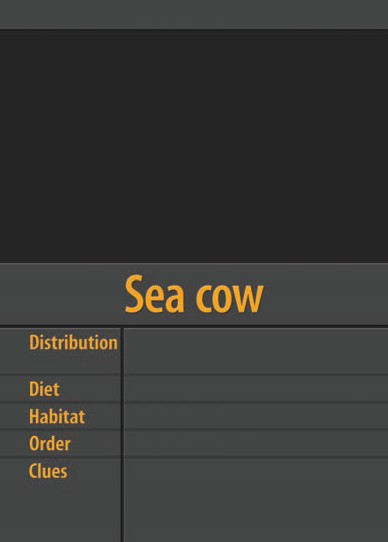 Sea cow
Distribution
Diet
Habitat
Order
Clues